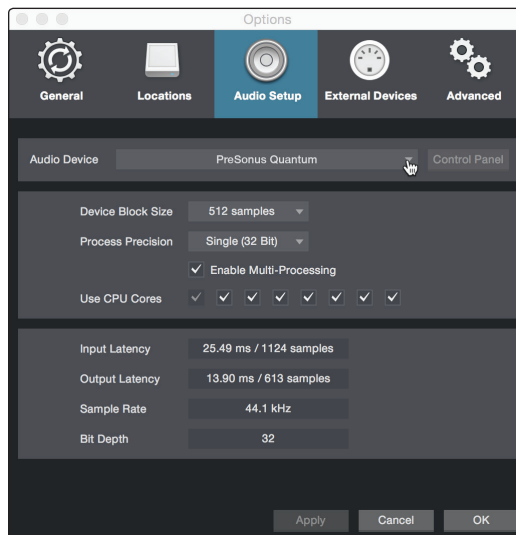 Options
General Locations Audio Setup External Devices Advanced
Audio Device PreSonus Quantum Control Panel
Device Block Size 512 samples
Process Precision Single (32 Bit)
Enable Multi-Processing
Use CPU Cores
Input Latency 25.49 ms / 1124 samples
Output Latency 13.90 ms / 613 samples
Sample Rate 44.1 kHz
Bit Depth 32
Apply Cancel OK